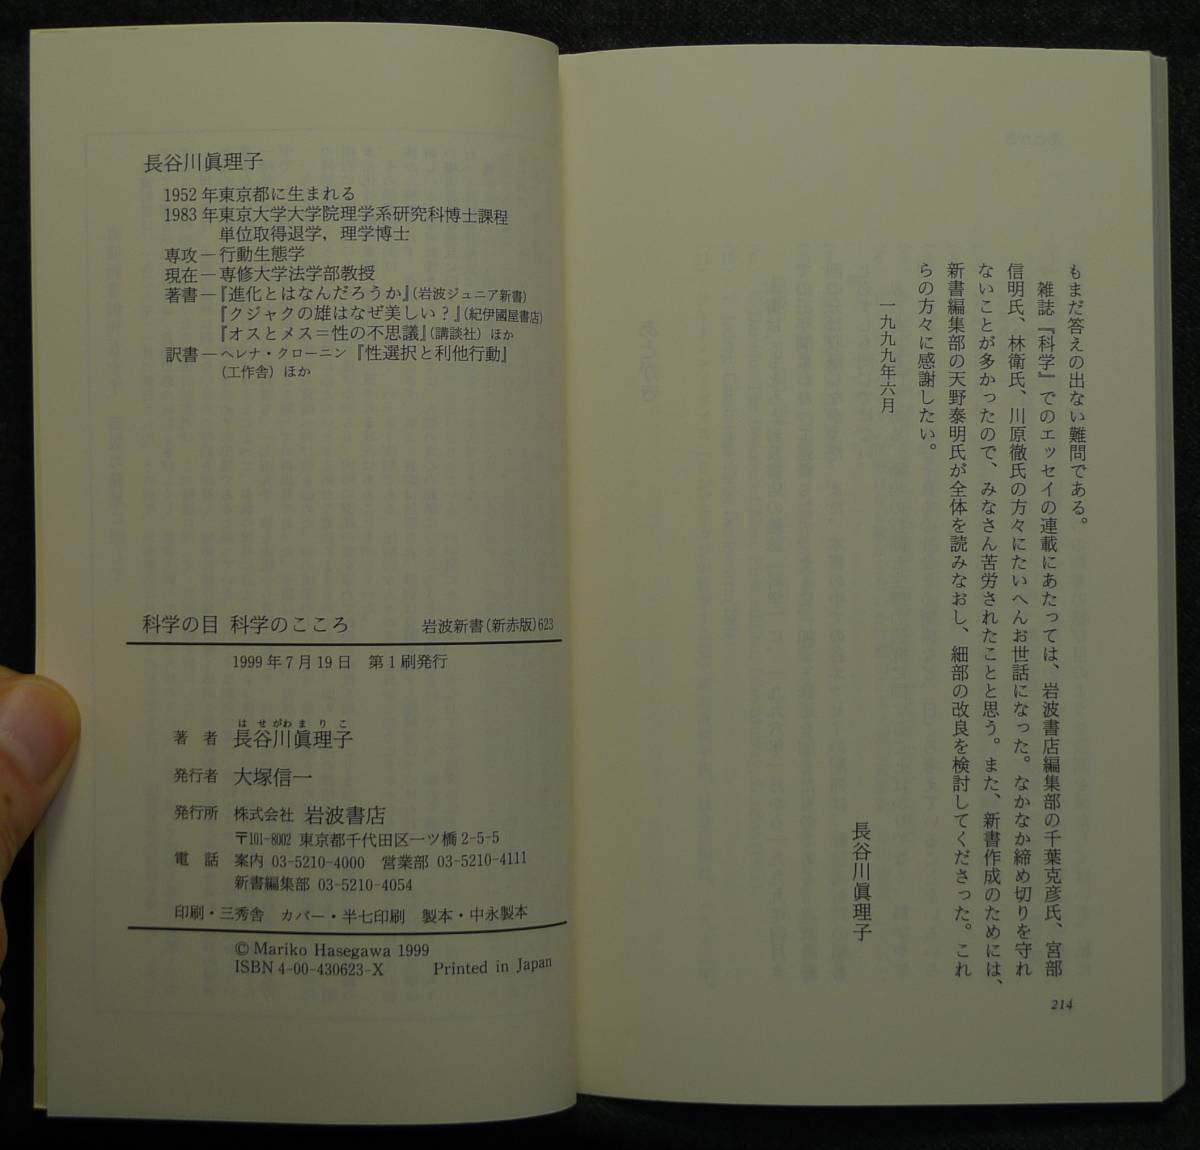 もまだ答えの出ない難問である。
雑誌『科学』でのエッセイの連載にあたっては、岩波書店編集部の千葉克彦氏、宮部
信明氏、林衛氏、川原徹氏の方々にたいへんお世話になった。なかなか締め切りを守れ
ないことが多かったので、みなさん苦労されたことと思う。また、新書作成のためには、
新書編集部の天野泰明氏が全体を読みなおし、細部の改良を検討してくださった。これ
らの方々に感謝したい。
一九九九年六月
長谷川眞理子
214
長谷川眞理子
1952年東京都に生まれる
1983年東京大学大学院理学系研究科博士課程
単位取得退学，理学博士
専攻―行動生態学
現在―専修大学法学部教授
著書―『進化とはなんだろうか』(岩波ジュニア新書)
『クジャクの雄はなぜ美しい？』(紀伊國屋書店)
『オスとメス＝性の不思議』(講談社) ほか
訳書―ヘレナ・クローニン『性選択と利他行動』
(工作舎) ほか
科学の目 科学のこころ 岩波新書(新赤版)623
1999年7月19日 第1刷発行
はせがわまりこ
著者 長谷川眞理子
発行者 大塚信一
発行所 株式会社 岩波書店
〒101-8002 東京都千代田区一ツ橋2-5-5
電話 案内 03-5210-4000 営業部 03-5210-4111
新書編集部 03-5210-4054
印刷・三秀舎 カバー・半七印刷 製本・中永製本
© Mariko Hasegawa 1999
ISBN 4-00-430623-X Printed in Japan